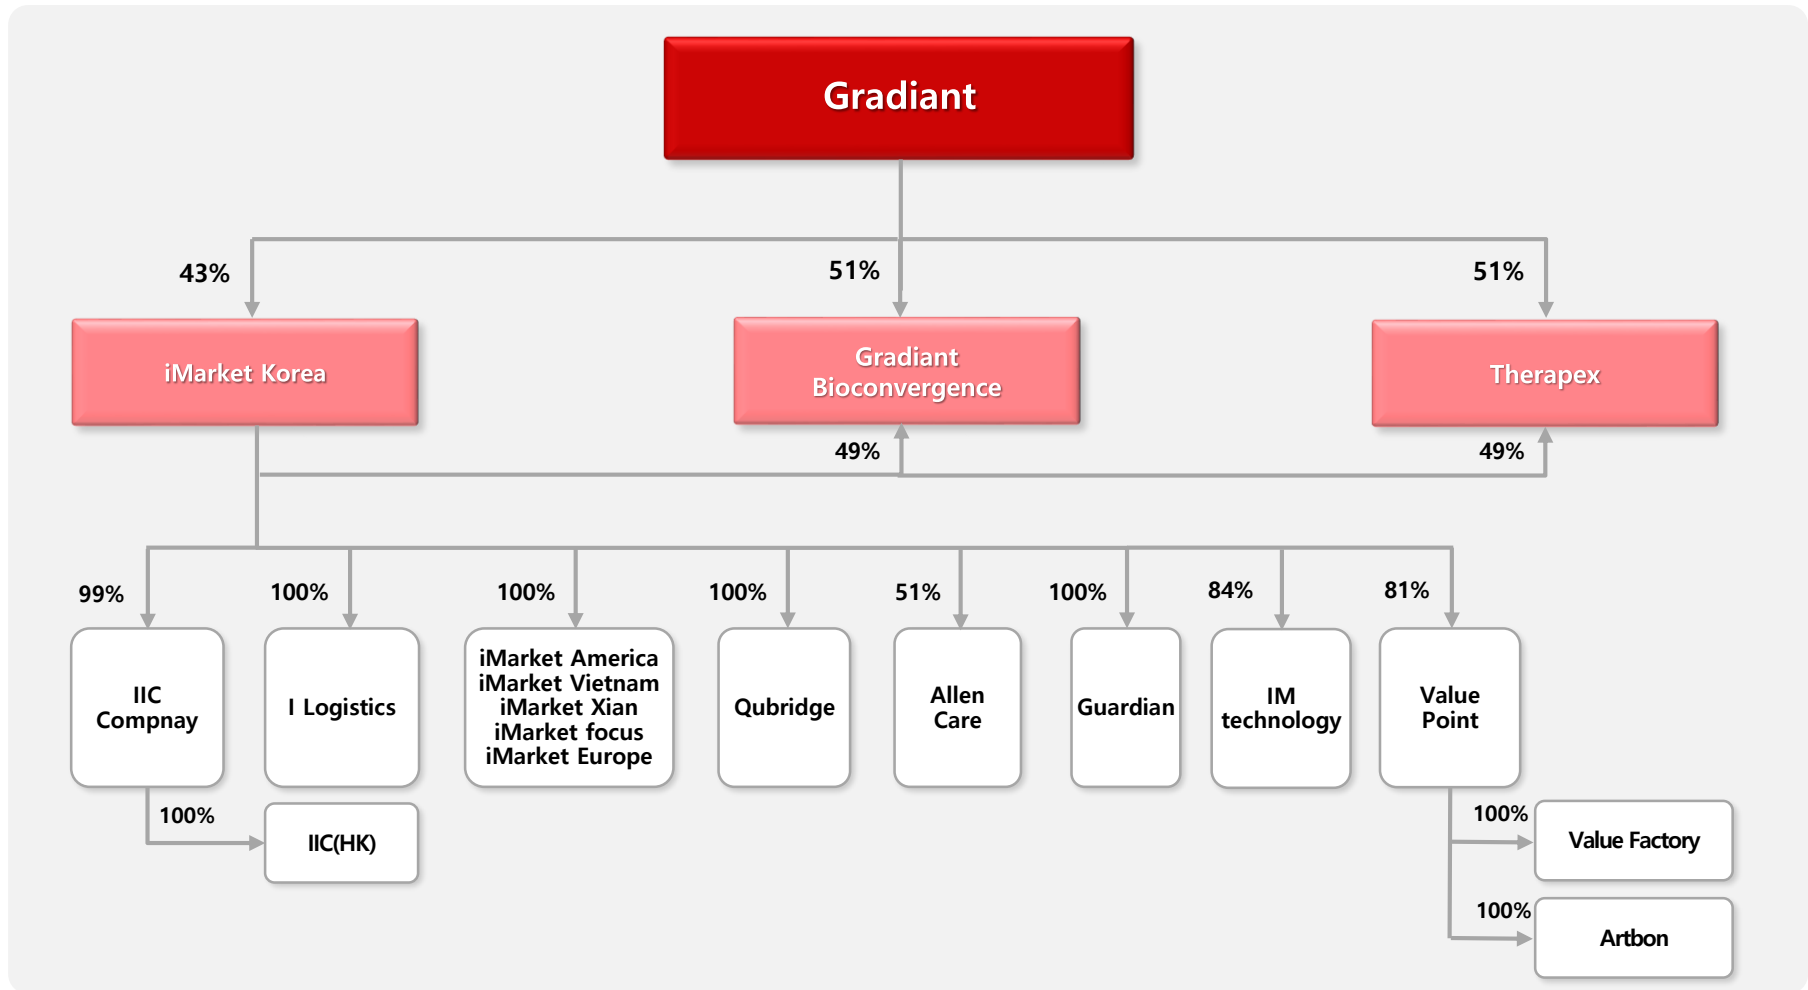 Gradiant
43%
51%
51%
iMarket Korea
Gradiant
Bioconvergence
Therapex
49%
49%
99%
100%
100%
100%
51%
100%
84%
81%
IIC
Compnay
I Logistics
iMarket America
iMarket Vietnam
iMarket Xian
iMarket focus
iMarket Europe
Qubridge
Allen
Care
Guardian
IM
technology
Value
Point
100%
IIC(HK)
100%
Value Factory
100%
Artbon